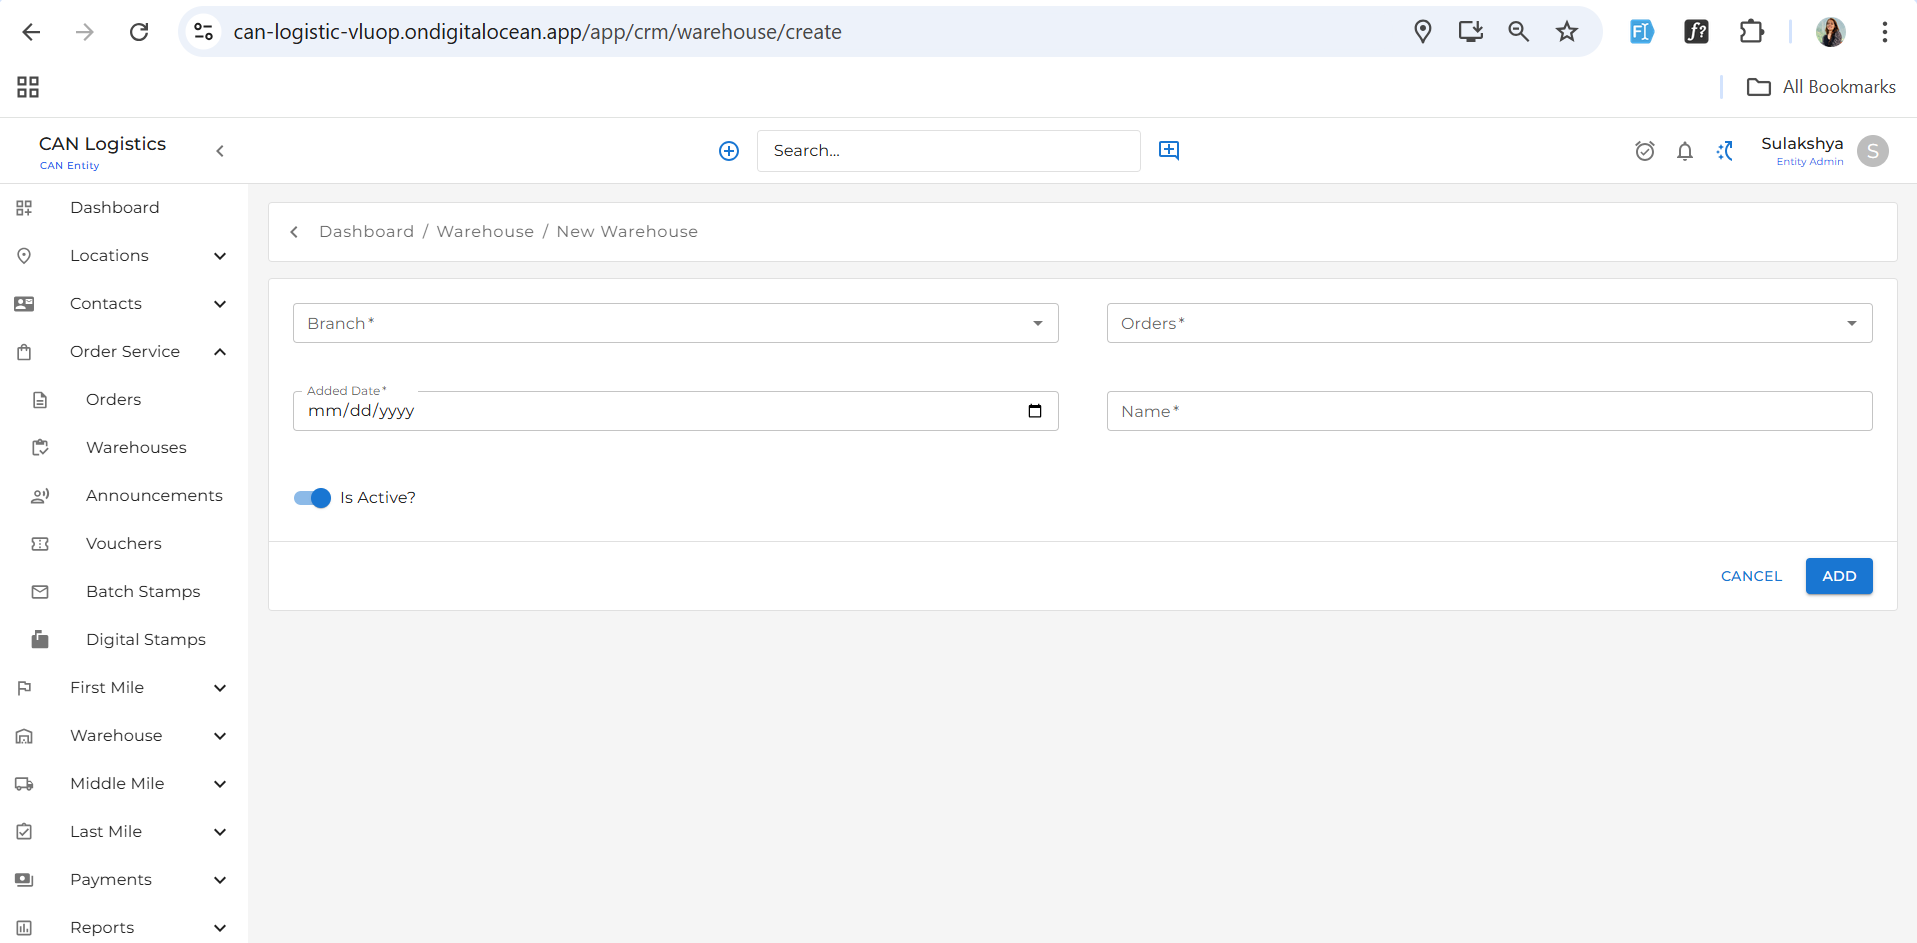 can-logistic-vluop.ondigitalocean.app/app/crm/warehouse/create
All Bookmarks
CAN Logistics
CAN Entity
Search...
Sulakshya
Entity Admin
S
Dashboard
Locations
Contacts
Order Service
Orders
Warehouses
Announcements
Vouchers
Batch Stamps
Digital Stamps
First Mile
Warehouse
Middle Mile
Last Mile
Payments
Reports
Dashboard / Warehouse / New Warehouse
Branch*
Orders*
Added Date*
mm/dd/yyyy
Name*
Is Active?
CANCEL
ADD